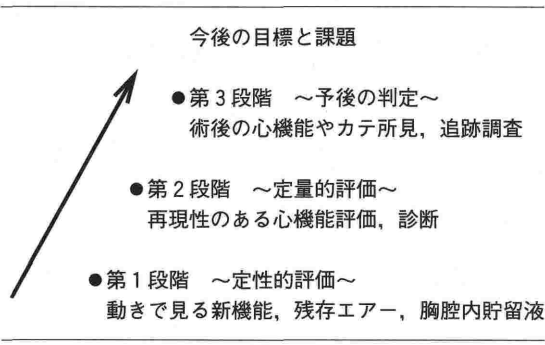 今後の目標と課題
●第3段階　～予後の判定～
術後の心機能やカテ所見，追跡調査
●第2段階　～定量的評価～
再現性のある心機能評価，診断
●第1段階　～定性的評価～
動きで見る新機能，残存エアー，胸腔内貯留液